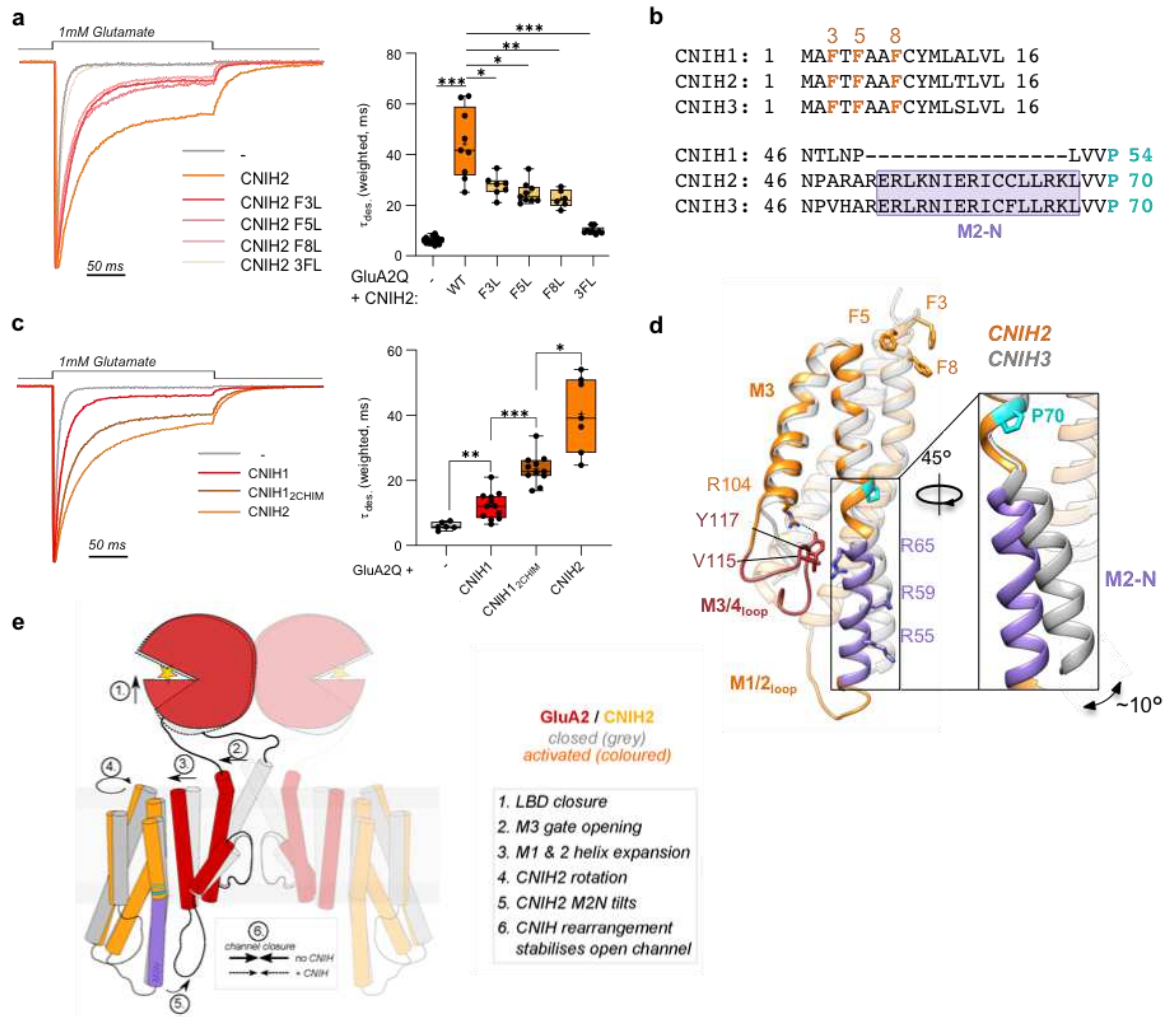 a
1mM Glutamate
-
CNIH2
CNIH2 F3L
CNIH2 F5L
CNIH2 F8L
CNIH2 3FL
50 ms
τdes. (weighted, ms)
80
60
40
20
0
***
**
*
*
***
GluA2Q
+ CNIH2:
- WT F3L F5L F8L 3FL
b
3 5 8
CNIH1: 1 MAFTFAAFCYMLALVL 16
CNIH2: 1 MAFTFAAFCYMLTLVL 16
CNIH3: 1 MAFTFAAFCYMLSLVL 16
CNIH1: 46 NTLNP----------------LVVP 54
CNIH2: 46 NPARARERLKNIERICCLLRKLVVP 70
CNIH3: 46 NPVHARERLRNIERICFLLRKLVVP 70
M2-N
c
1mM Glutamate
-
CNIH1
CNIH12CHIM
CNIH2
50 ms
τdes. (weighted, ms)
60
40
20
0
*
***
**
GluA2Q +
- CNIH1 CNIH12CHIM CNIH2
d
F5
F3
F8
CNIH2
CNIH3
M3
P70
45º
R104
Y117
V115
R65
R59
R55
M2-N
M3/4loop
M1/2loop
~10º
e
1.
2.
3.
4.
5.
6.
channel closure
no CNIH
+ CNIH
GluA2 / CNIH2
closed (grey)
activated (coloured)
1. LBD closure
2. M3 gate opening
3. M1 & 2 helix expansion
4. CNIH2 rotation
5. CNIH2 M2N tilts
6. CNIH rearrangement
stabilises open channel